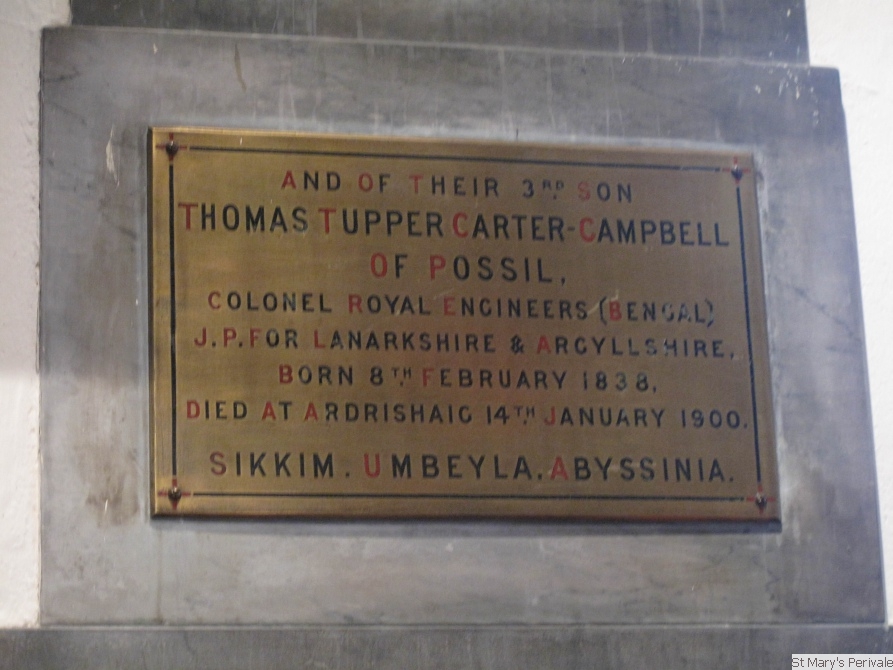 AND OF THEIR 3RD SON
THOMAS TUPPER CARTER-CAMPBELL
OF POSSIL,
COLONEL ROYAL ENGINEERS (BENGAL)
J.P. FOR LANARKSHIRE & ARGYLLSHIRE,
BORN 8TH FEBRUARY 1838,
DIED AT ARDRISHAIG 14TH JANUARY 1900.
SIKKIM. UMBEYLA. ABYSSINIA.
St Mary's Perivale